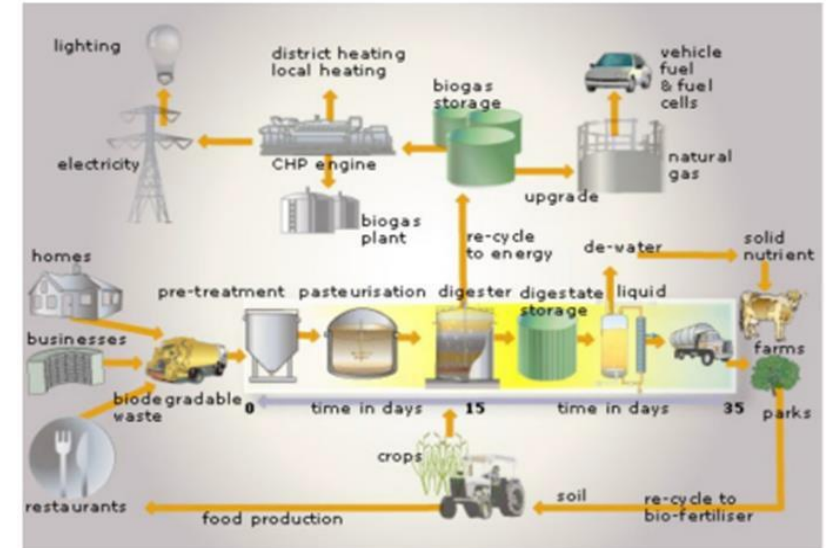 lighting
district heating
local heating
vehicle
fuel
& fuel
cells
biogas
storage
electricity
CHP engine
natural
gas
upgrade
biogas
plant
re-cycle
to energy
de-water
solid
nutrient
homes
pre-treatment
pasteurisation
digester
digestate
storage
liquid
businesses
farms
biodegradable
waste
0
time in days
15
time in days
35
parks
crops
restaurants
food production
soil
re-cycle to
bio-fertiliser